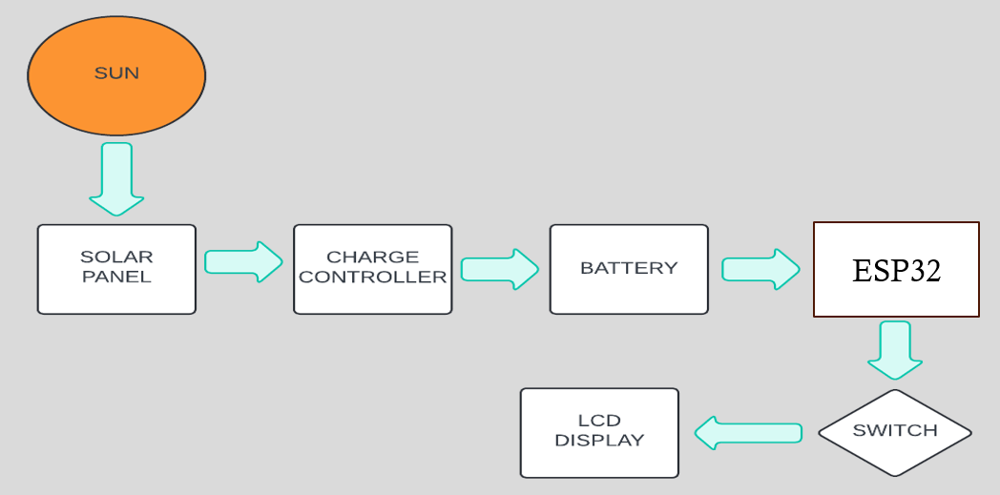 SUN
SOLAR
PANEL
CHARGE
CONTROLLER
BATTERY
ESP32
SWITCH
LCD
DISPLAY